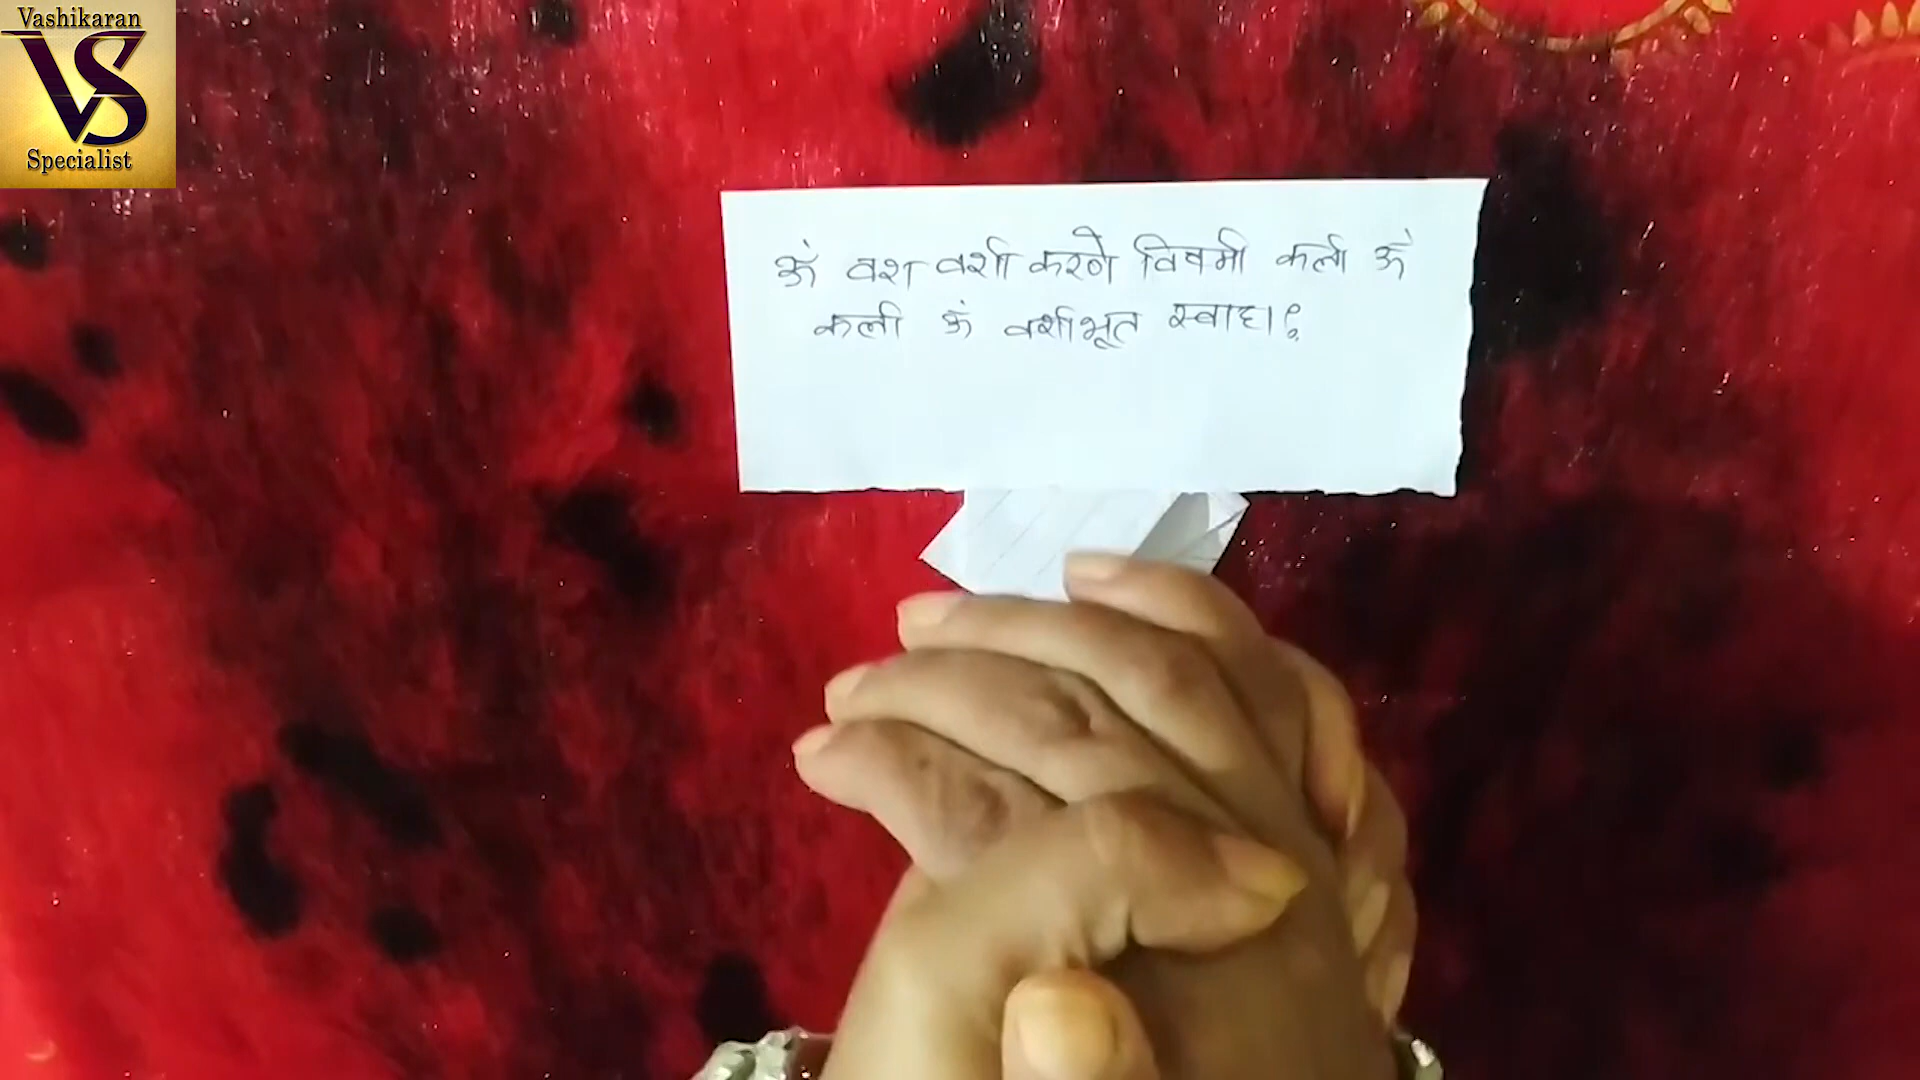 Vashikaran
VS
Specialist
ॐ वश वशी करणे विषमी कली ॐ
कली ॐ वशीभूत स्वाहा